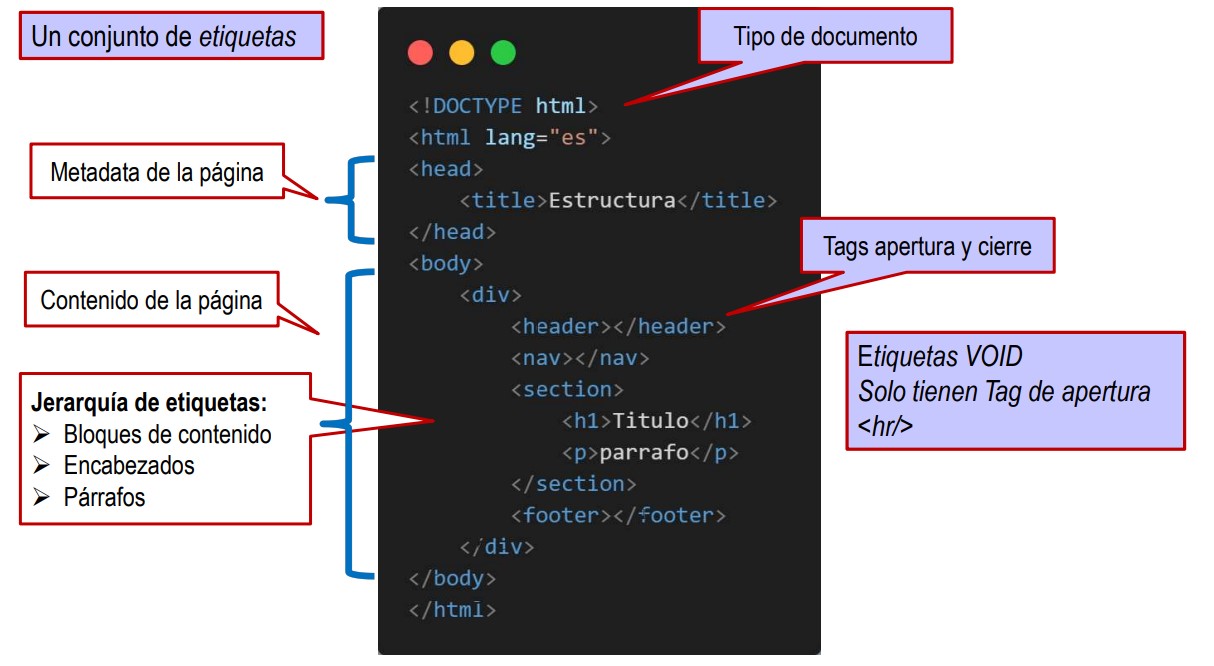 Un conjunto de etiquetas
Tipo de documento
<!DOCTYPE html>
<html lang="es">
<head>
<title>Estructura</title>
</head>
<body>
<div>
<header></header>
<nav></nav>
<section>
<h1>Titulo</h1>
<p>parrafo</p>
</section>
<footer></footer>
</div>
</body>
</html>
Metadata de la página
Contenido de la página
Jerarquía de etiquetas:
➢ Bloques de contenido
➢ Encabezados
➢ Párrafos
Tags apertura y cierre
Etiquetas VOID
Solo tienen Tag de apertura
<hr/>